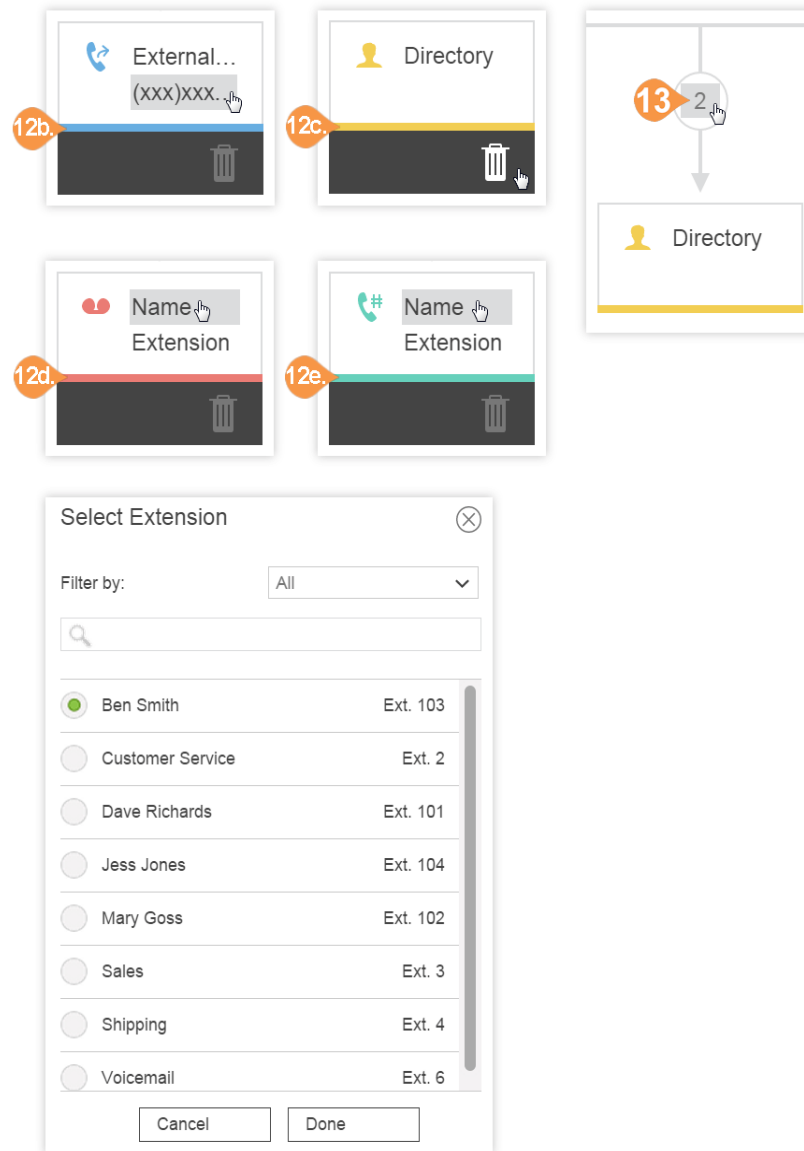 External...
(xxx)xxx..
12b.
Directory
12c.
13
2
Directory
Name
Extension
12d.
Name
Extension
12e.
Select Extension
Filter by:
All
Ben Smith Ext. 103
Customer Service Ext. 2
Dave Richards Ext. 101
Jess Jones Ext. 104
Mary Goss Ext. 102
Sales Ext. 3
Shipping Ext. 4
Voicemail Ext. 6
Cancel Done